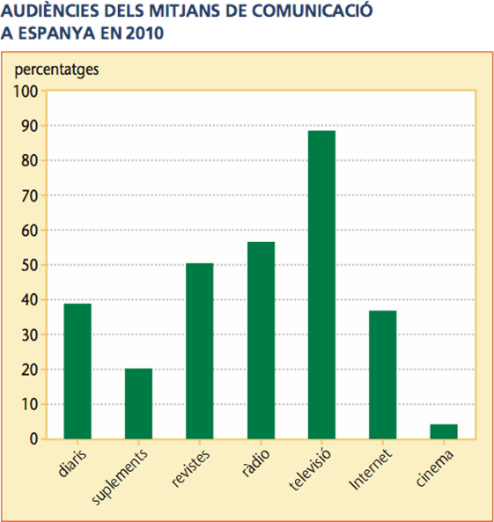 AUDIÈNCIES DELS MITJANS DE COMUNICACIÓ
A ESPANYA EN 2010
percentatges
100
90
80
70
60
50
40
30
20
10
0
diaris
suplements
revistes
ràdio
televisió
Internet
cinema